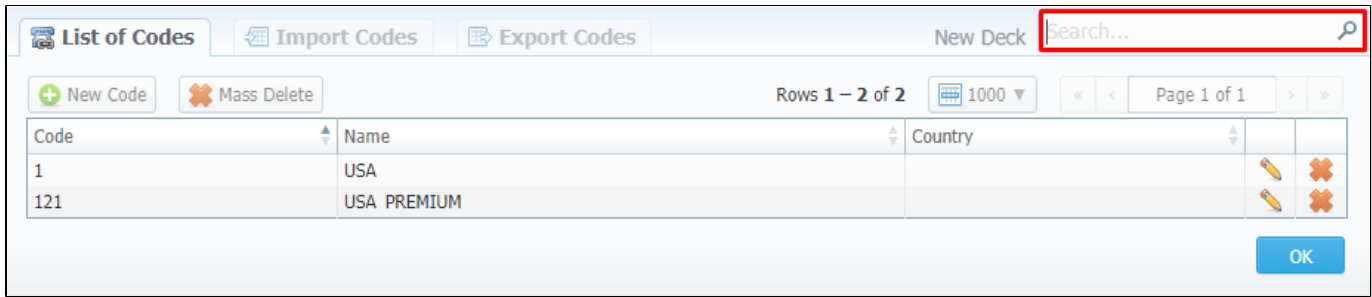 List of Codes Import Codes Export Codes New Deck Search...
New Code Mass Delete Rows 1 – 2 of 2 1000 ▼ « < Page 1 of 1 > »
Code Name Country
1 USA
121 USA PREMIUM
OK